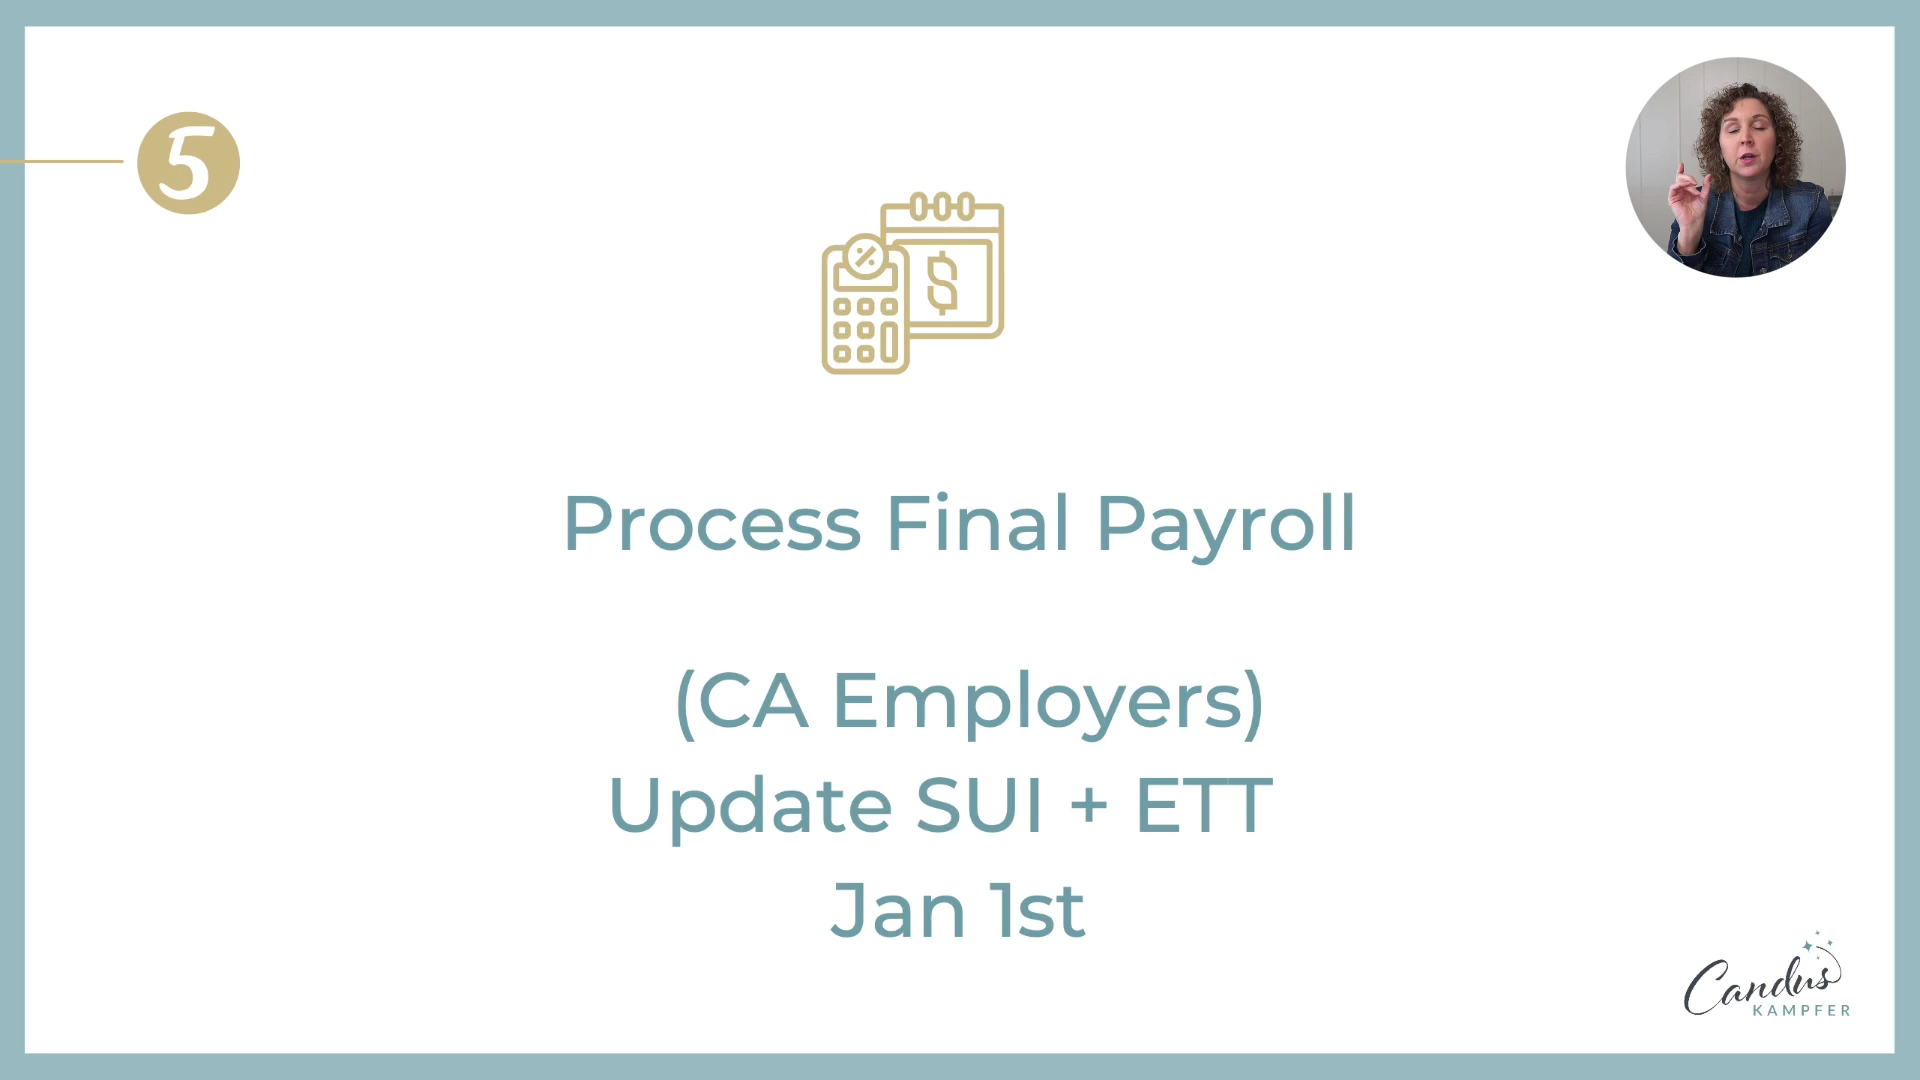 5
%
$
Process Final Payroll
(CA Employers)
Update SUI + ETT
Jan 1st
Candus
KAMPFER